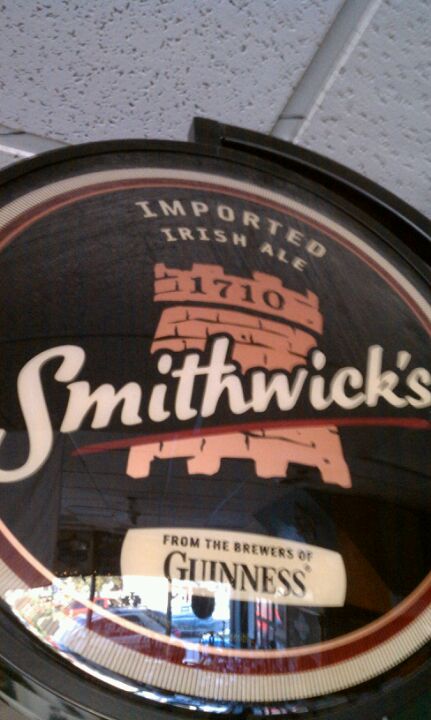 IMPORTED
IRISH ALE
1710
Smithwick's
FROM THE BREWERS OF
GUINNESS®